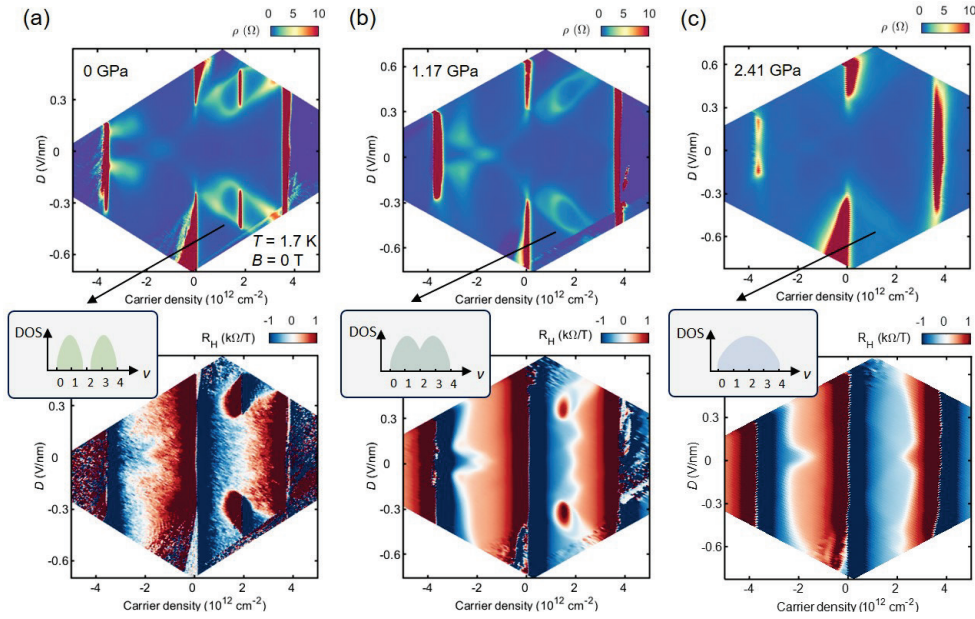 (a)
0 5 10
ρ (Ω)
0 GPa
0.3
0
-0.3
-0.6
D (V/nm)
T = 1.7 K
B = 0 T
-4 -2 0 2 4
Carrier density (10¹² cm⁻²)
(b)
0 5 10
ρ (Ω)
1.17 GPa
0.3
0
-0.3
-0.6
D (V/nm)
-4 -2 0 2 4
Carrier density (10¹² cm⁻²)
(c)
0 5 10
ρ (Ω)
2.41 GPa
0.3
0
-0.3
-0.6
D (V/nm)
-4 -2 0 2 4
Carrier density (10¹² cm⁻²)
DOS
0 1 2 3 4 ν
-1 0 1
R_H (kΩ/T)
0.3
0
-0.3
-0.6
D (V/nm)
-4 -2 0 2 4
Carrier density (10¹² cm⁻²)
DOS
0 1 2 3 4 ν
-1 0 1
R_H (kΩ/T)
0.3
0
-0.3
-0.6
D (V/nm)
-4 -2 0 2 4
Carrier density (10¹² cm⁻²)
DOS
0 1 2 3 4 ν
-1 0 1
R_H (kΩ/T)
0.3
0
-0.3
-0.6
D (V/nm)
-4 -2 0 2 4
Carrier density (10¹² cm⁻²)